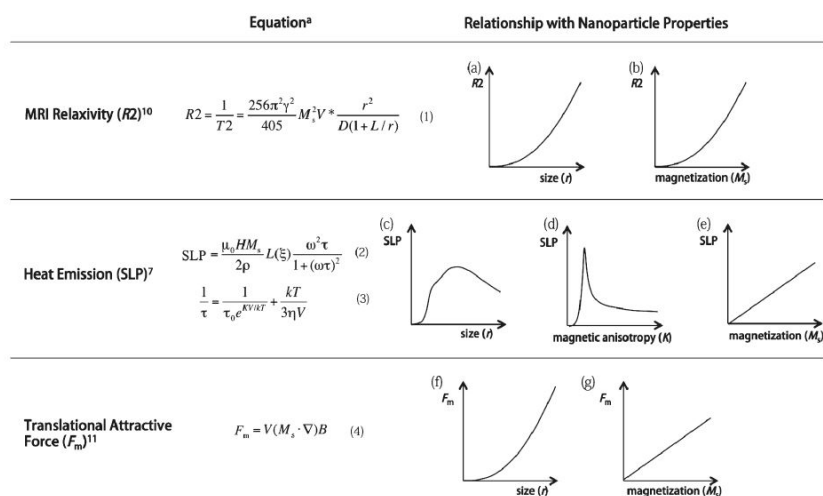 Equationᵃ Relationship with Nanoparticle Properties
MRI Relaxivity (R2)¹⁰
R2 = 1/T2 = 256π²γ²/405 Mₛ²V * r²/D(1 + L/r) (1)
(a)
R2
size (r)
(b)
R2
magnetization (Mₛ)
Heat Emission (SLP)⁷
SLP = μ₀HMₛ/2ρ L(ξ) ω²τ/1 + (ωτ)² (2)
1/τ = 1/τ₀e^(KV/kT) + kT/3ηV (3)
(c)
SLP
size (r)
(d)
SLP
magnetic anisotropy (K)
(e)
SLP
magnetization (Mₛ)
Translational Attractive
Force (Fₘ)¹¹
Fₘ = V(Mₛ · ∇)B (4)
(f)
Fₘ
size (r)
(g)
Fₘ
magnetization (Mₛ)